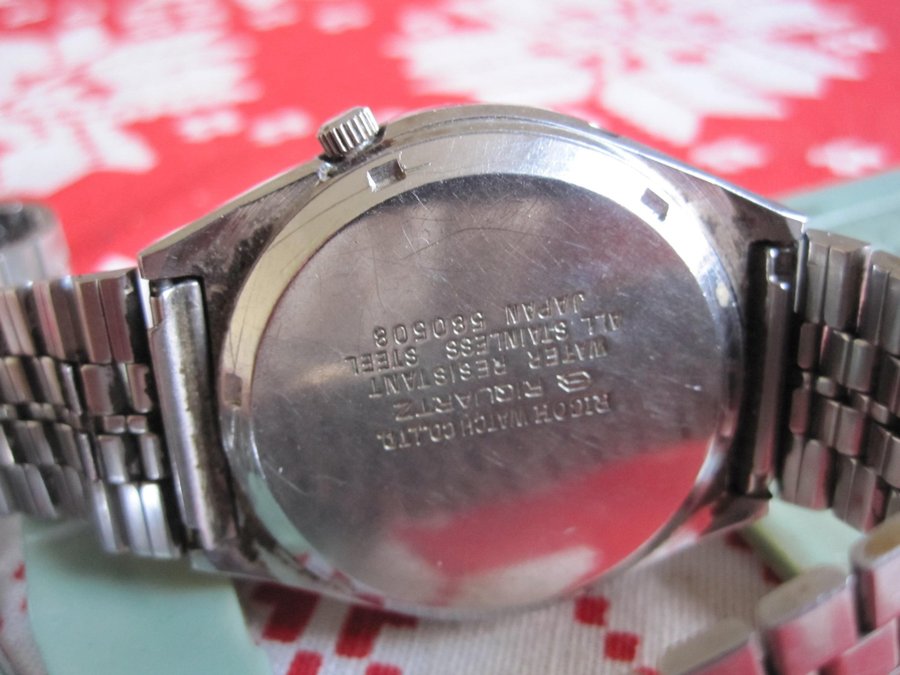 RICOH WATCH CO.,LTD.
RIQUARTZ
WATER RESISTANT
ALL STAINLESS STEEL
JAPAN 580508